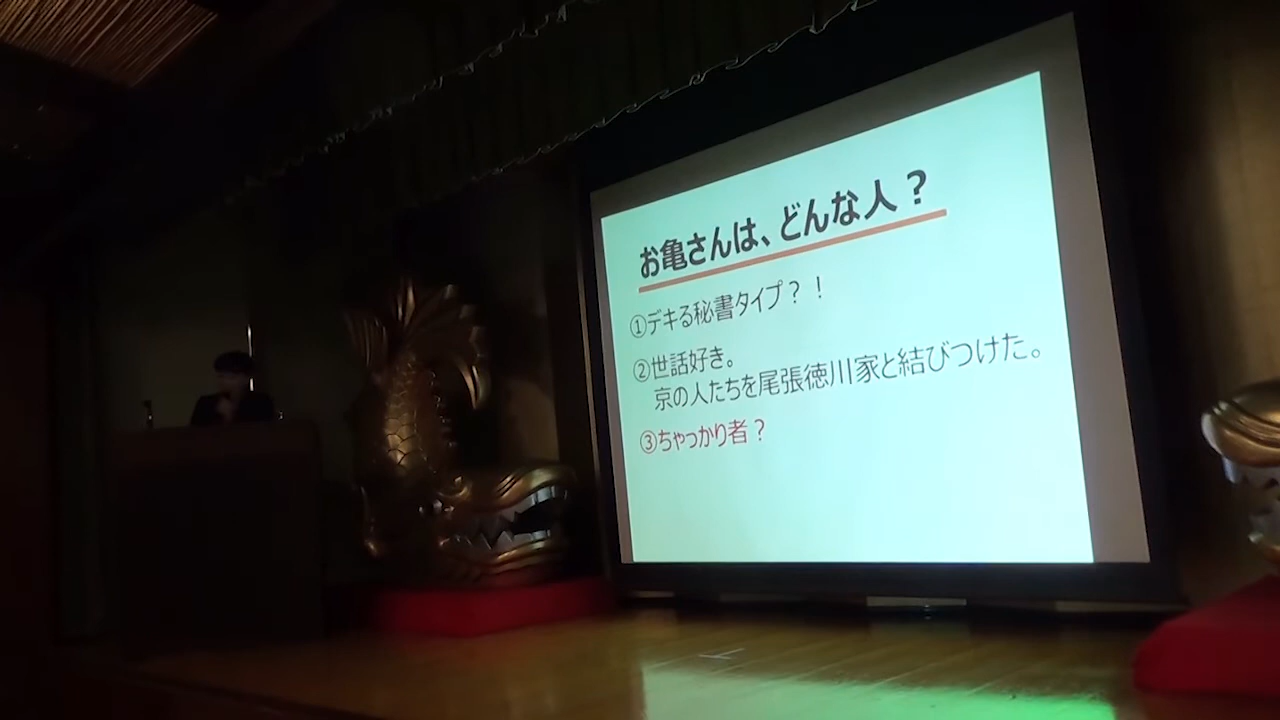 お亀さんは、どんな人？
①デキる秘書タイプ？！
②世話好き。
京の人たちを尾張徳川家と結びつけた。
③ちゃっかり者？